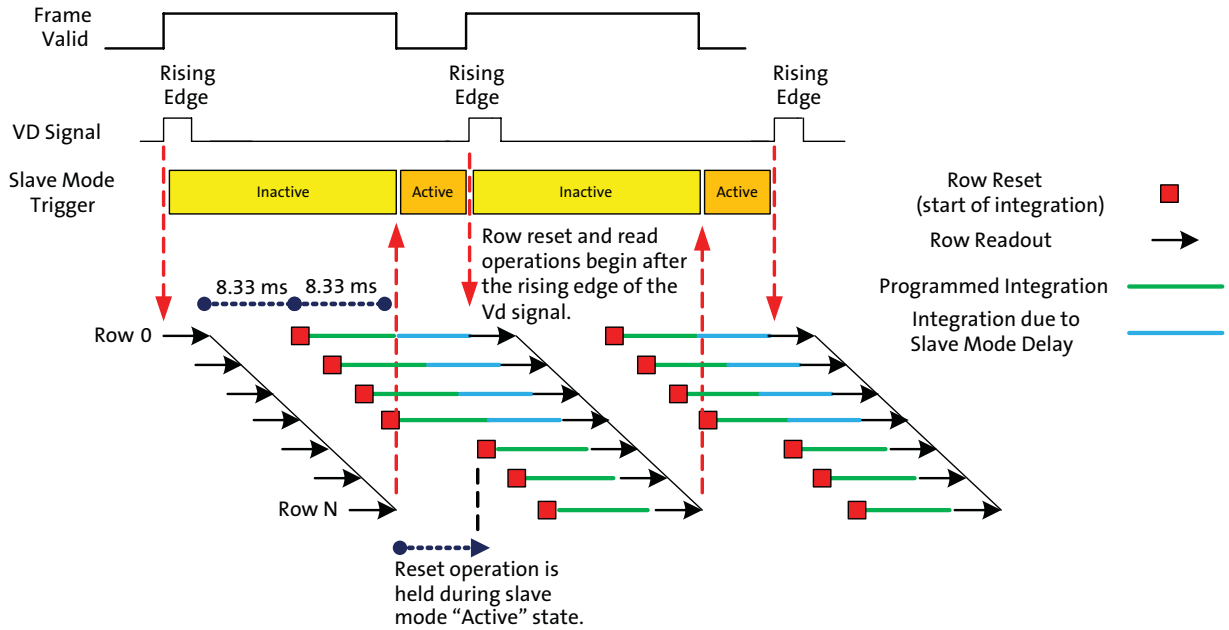 Frame
Valid
Rising
Edge
Rising
Edge
Rising
Edge
VD Signal
Slave Mode
Trigger
Inactive
Active
Inactive
Active
Row Reset
(start of integration)
Row Readout
Programmed Integration
Integration due to
Slave Mode Delay
Row reset and read
operations begin after
the rising edge of the
Vd signal.
8.33 ms
8.33 ms
Row 0
Row N
Reset operation is
held during slave
mode “Active” state.